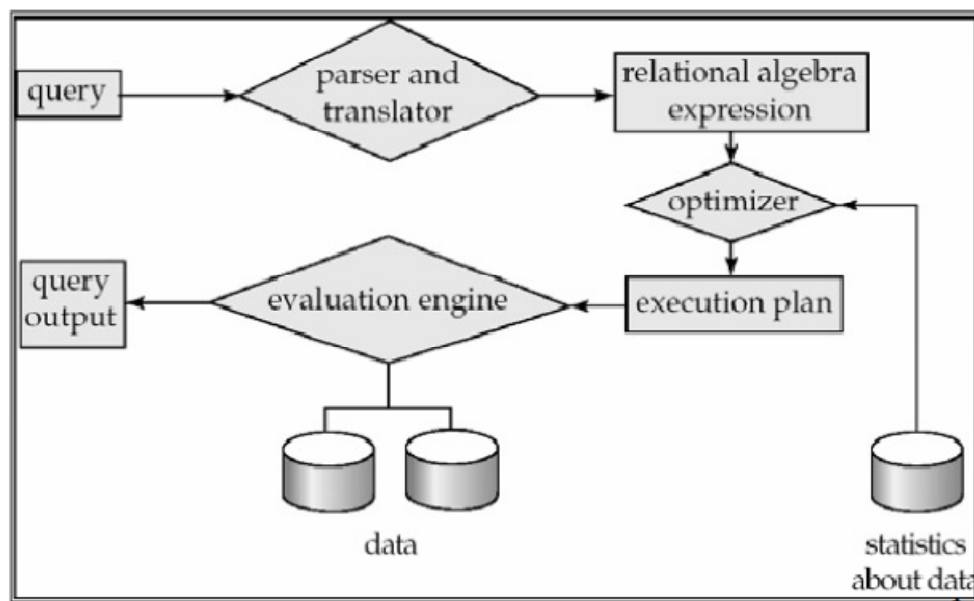 query
parser and
translator
relational algebra
expression
optimizer
query
output
evaluation engine
execution plan
data
statistics
about data